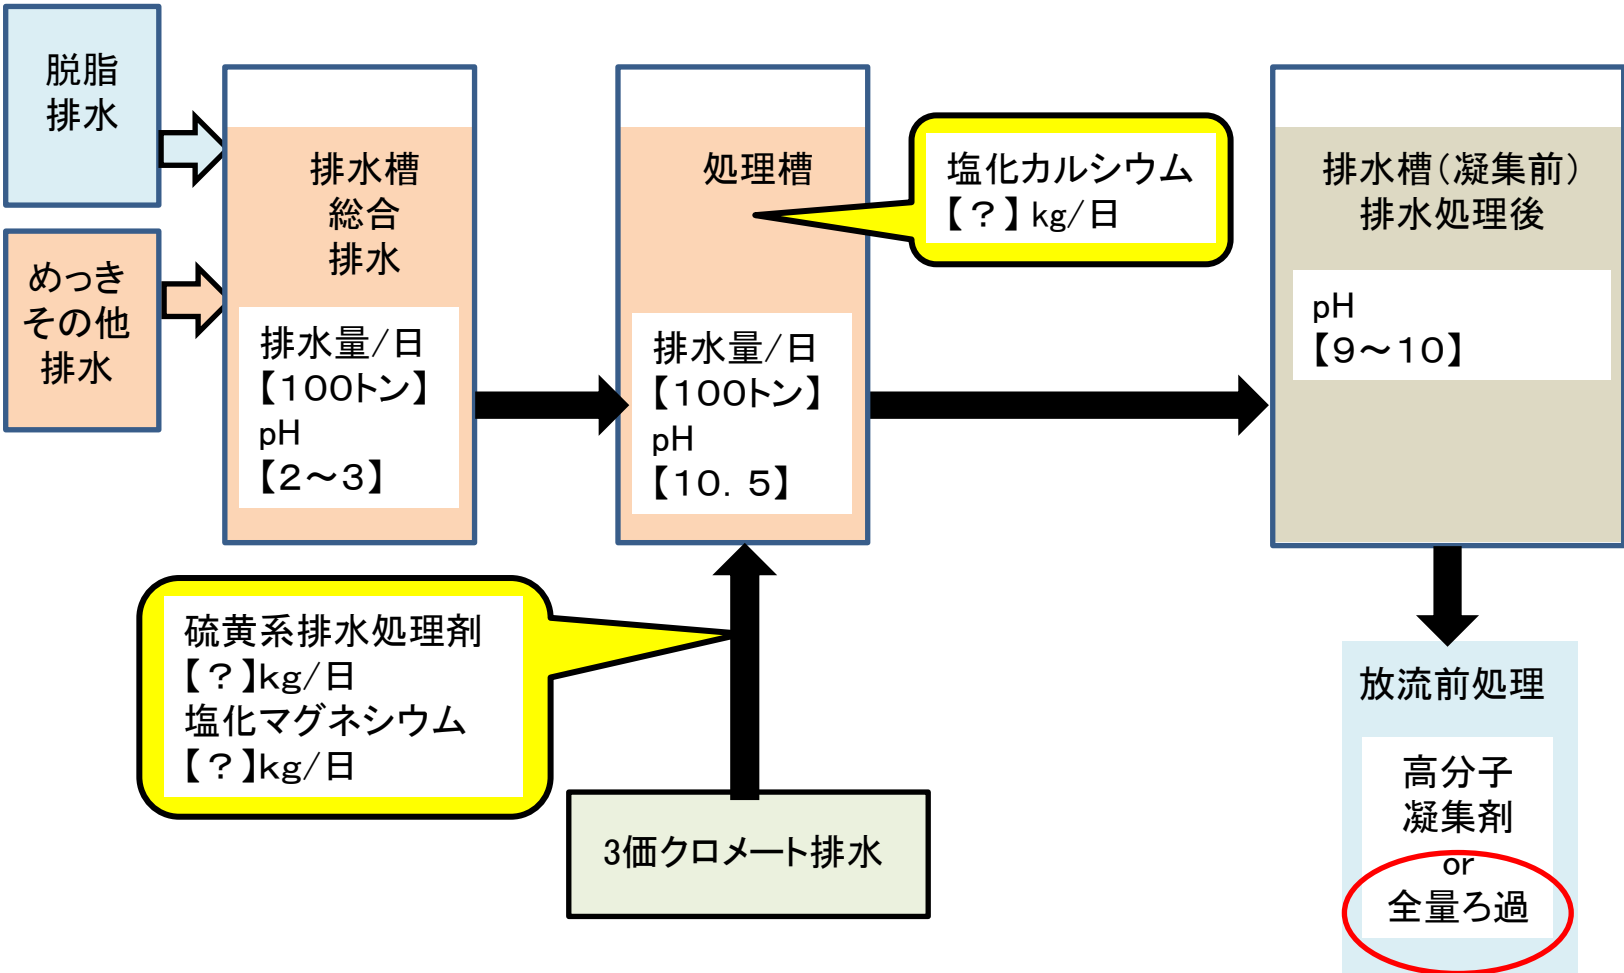 脱脂
排水
めっき
その他
排水
排水槽
総合
排水
排水量/日
【100トン】
pH
【2～3】
処理槽
排水量/日
【100トン】
pH
【10．5】
塩化カルシウム
【？】kg/日
排水槽（凝集前）
排水処理後
pH
【9～10】
硫黄系排水処理剤
【？】kg/日
塩化マグネシウム
【？】kg/日
3価クロメート排水
放流前処理
高分子
凝集剤
or
全量ろ過